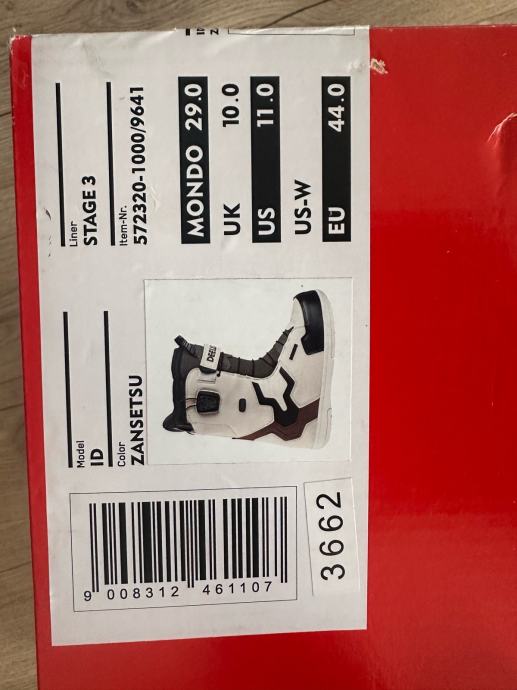 Model
ID
Color
ZANSETSU
Liner
STAGE 3
Item-Nr.
572320-1000/9641
MONDO 29.0
UK 10.0
US 11.0
US-W
EU 44.0
DEELUXE
9 008312 461107
3662